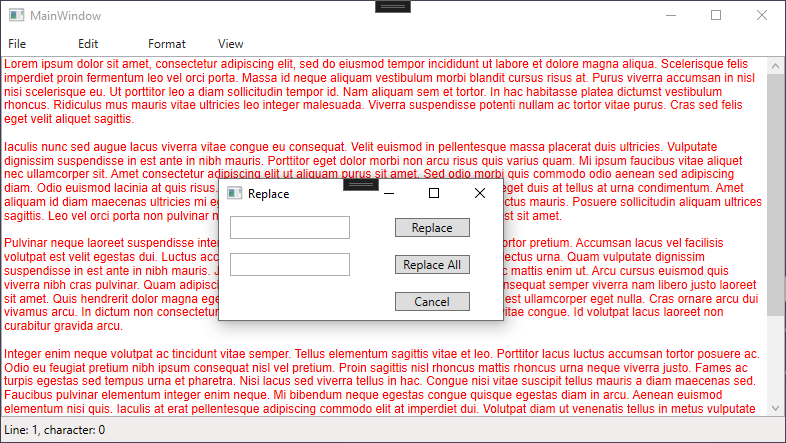 MainWindow
File Edit Format View
Lorem ipsum dolor sit amet, consectetur adipiscing elit, sed do eiusmod tempor incididunt ut labore et dolore magna aliqua. Scelerisque felis
imperdiet proin fermentum leo vel orci porta. Massa id neque aliquam vestibulum morbi blandit cursus risus at. Purus viverra accumsan in nisl
nisi scelerisque eu. Ut porttitor leo a diam sollicitudin tempor id. Nam aliquam sem et tortor. In hac habitasse platea dictumst vestibulum
rhoncus. Ridiculus mus mauris vitae ultricies leo integer malesuada. Viverra suspendisse potenti nullam ac tortor vitae purus. Cras sed felis
eget velit aliquet sagittis.
Iaculis nunc sed augue lacus viverra vitae congue eu consequat. Velit euismod in pellentesque massa placerat duis ultricies. Vulputate
dignissim suspendisse in est ante in nibh mauris. Porttitor eget dolor morbi non arcu risus quis varius quam. Mi ipsum faucibus vitae aliquet
nec ullamcorper sit. Amet consectetur adipiscing elit ut aliquam purus sit amet. Sed odio morbi quis commodo odio aenean sed adipiscing
diam. Odio euismod lacinia at quis risus. eget duis at tellus at urna condimentum. Amet
aliquam id diam maecenas ultricies mi eg ctus mauris. Posuere sollicitudin aliquam ultrices
sagittis. Leo vel orci porta non pulvinar n est sit amet.
Pulvinar neque laoreet suspendisse inter ortor pretium. Accumsan lacus vel facilisis
volutpat est velit egestas dui. Luctus acc ctus urna. Quam vulputate dignissim
suspendisse in est ante in nibh mauris. J c mattis enim ut. Arcu cursus euismod quis
viverra nibh cras pulvinar. Quam adipisc onsequat semper viverra nam libero justo laoreet
sit amet. Quis hendrerit dolor magna ege est ullamcorper eget nulla. Cras ornare arcu dui
vivamus arcu. In dictum non consectetur vitae congue. Id volutpat lacus laoreet non
curabitur gravida arcu.
Integer enim neque volutpat ac tincidunt vitae semper. Tellus elementum sagittis vitae et leo. Porttitor lacus luctus accumsan tortor posuere ac.
Odio eu feugiat pretium nibh ipsum consequat nisl vel pretium. Proin sagittis nisl rhoncus mattis rhoncus urna neque viverra justo. Fames ac
turpis egestas sed tempus urna et pharetra. Nisi lacus sed viverra tellus in hac. Congue nisi vitae suscipit tellus mauris a diam maecenas sed.
Faucibus pulvinar elementum integer enim neque. Mi bibendum neque egestas congue quisque egestas diam in arcu. Aenean euismod
elementum nisi quis. Iaculis at erat pellentesque adipiscing commodo elit at imperdiet dui. Volutpat diam ut venenatis tellus in metus vulputate
Replace
Replace
Replace All
Cancel
Line: 1, character: 0